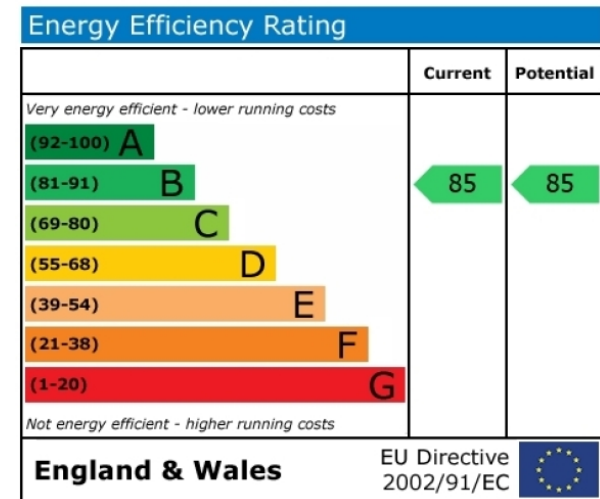 Energy Efficiency Rating
Current Potential
Very energy efficient - lower running costs
(92-100) A
(81-91) B 85 85
(69-80) C
(55-68) D
(39-54) E
(21-38) F
(1-20) G
Not energy efficient - higher running costs
England & Wales
EU Directive
2002/91/EC